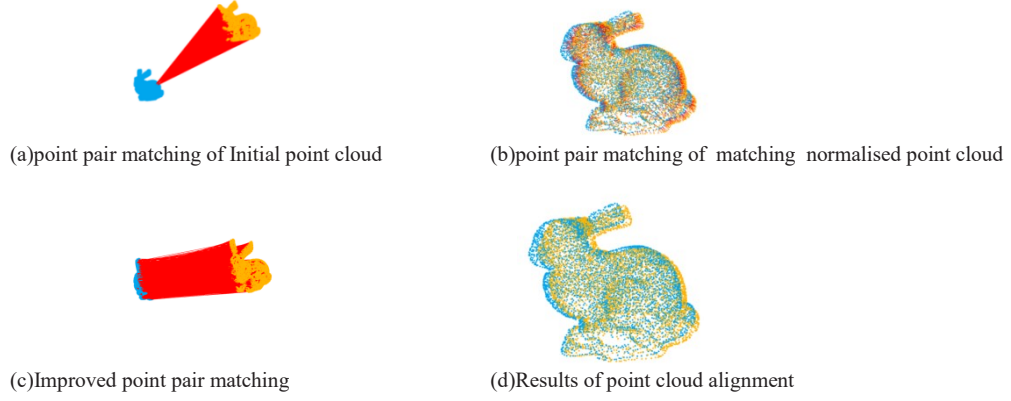 (a)point pair matching of Initial point cloud
(b)point pair matching of matching normalised point cloud
(c)Improved point pair matching
(d)Results of point cloud alignment